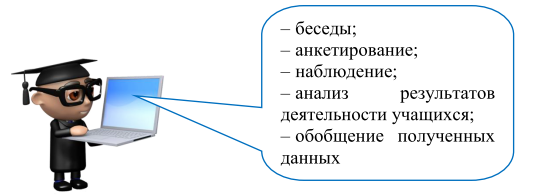 – беседы;
– анкетирование;
– наблюдение;
– анализ результатов
деятельности учащихся;
– обобщение полученных
данных